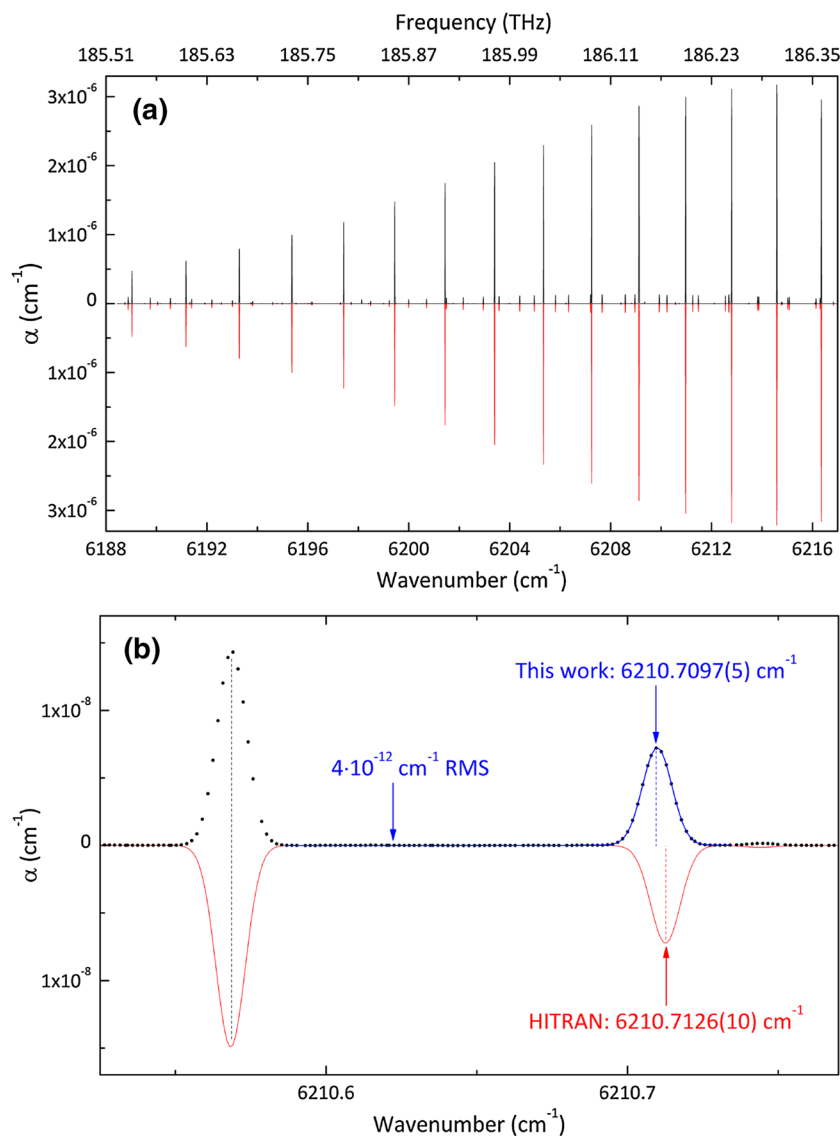 Frequency (THz)
185.51 185.63 185.75 185.87 185.99 186.11 186.23 186.35
(a)
3x10⁻⁶
2x10⁻⁶
1x10⁻⁶
0
1x10⁻⁶
2x10⁻⁶
3x10⁻⁶
α (cm⁻¹)
6188 6192 6196 6200 6204 6208 6212 6216
Wavenumber (cm⁻¹)
(b)
This work: 6210.7097(5) cm⁻¹
1x10⁻⁸
4·10⁻¹² cm⁻¹ RMS
0
α (cm⁻¹)
1x10⁻⁸
HITRAN: 6210.7126(10) cm⁻¹
6210.6 6210.7
Wavenumber (cm⁻¹)